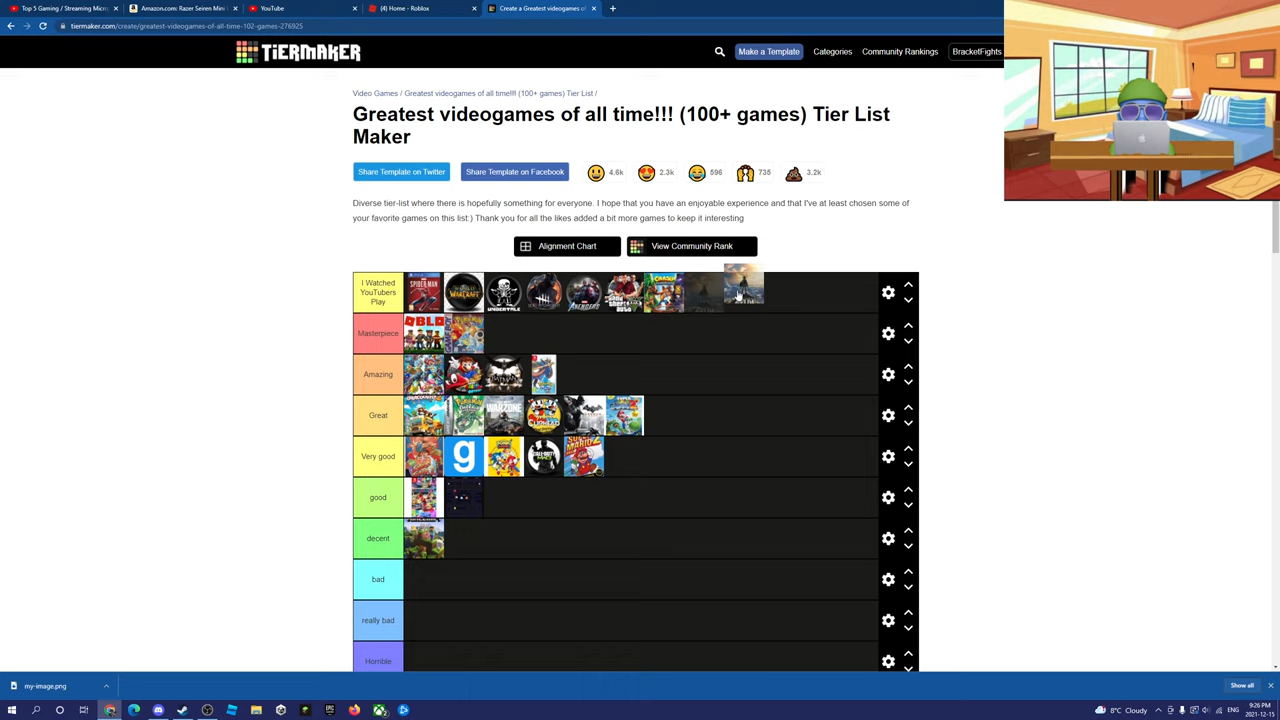 Top 5 Gaming / Streaming Micro
Amazon.com: Razer Seiren Mini
YouTube
(4) Home - Roblox
Create a Greatest videogames of
tiermaker.com/create/greatest-videogames-of-all-time-102-games-276925
TiERMAKER
Make a Template
Categories
Community Rankings
BracketFights
Video Games / Greatest videogames of all time!!! (100+ games) Tier List /
Greatest videogames of all time!!! (100+ games) Tier List
Maker
Share Template on Twitter
Share Template on Facebook
4.6k
2.3k
596
735
3.2k
Diverse tier-list where there is hopefully something for everyone. I hope that you have an enjoyable experience and that I've at least chosen some of
your favorite games on this list:) Thank you for all the likes added a bit more games to keep it interesting
Alignment Chart
View Community Rank
I Watched
YouTubers
Play
SPIDER-MAN
WARCRAFT
UNDERTALE
AVENGERS
Masterpiece
Amazing
Great
WARZONE
CUPHEAD
Very good
g
good
decent
bad
really bad
Horrible
my-image.png
Show all
8°C Cloudy
ENG
9:26 PM
2021-12-15